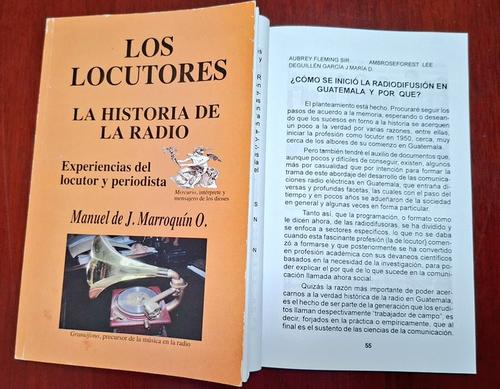 LOS
LOCUTORES
LA HISTORIA DE
LA RADIO
Experiencias del
locutor y periodista
Mercurio, intérprete y
mensajero de los dioses
Manuel de J. Marroquín O.
Gramófono, precursor de la música en la radio
AUBREY FLEMING SIR AMBROSEFOREST LEE
DEGUILLÉN GARCÍA J MARÍA D.
¿CÓMO SE INICIÓ LA RADIODIFUSIÓN EN
GUATEMALA Y POR QUE?
El planteamiento está hecho. Procuraré seguir los
pasos de acuerdo a la memoria, esperando o desean-
do que los sucesos en torno a la historia se acerquen
un poco a la verdad por varias razones, entre ellas,
iniciar la profesión como locutor en 1950, cerca, muy
cerca de los albores de su comienzo en Guatemala.
Pero también tendré el auxilio de documentos que,
aunque pocos y difíciles de conseguir, existen, algunos
más por casualidad que por intención para formar la
trama de este abordaje del desarrollo de las comunicaci-
ones radio eléctricas en Guatemala, que entraña di-
versas y profundas facetas, las cuales con el paso del
tiempo y en pocos años se adueñaron de la sociedad
en general y algunas veces en forma particular.
Tanto así, que la programación, o formato como
le dicen ahora, de las radiodifusoras, se ha dividido y
se enfoca a sectores específicos, lo que no se daba
cuando esta fascinante profesión (la de locutor) comen-
zó a formarse y que posteriormente se ha convertido
en profesión académica con sus devaneos científicos
basados en la necesidad de la investigación, para po-
der explicar el por qué de lo que sucede en la comuni-
cación llamada ahora social.
Quizás la razón más importante de poder acer-
carnos a la verdad histórica de la radio en Guatemala,
es el hecho de ser parte de la generación que los erudi-
tos llaman despectivamente "trabajador de campo", es
decir, forjados en la práctica o empíricamente, que al
final es el sustento de las ciencias de la comunicación.
55